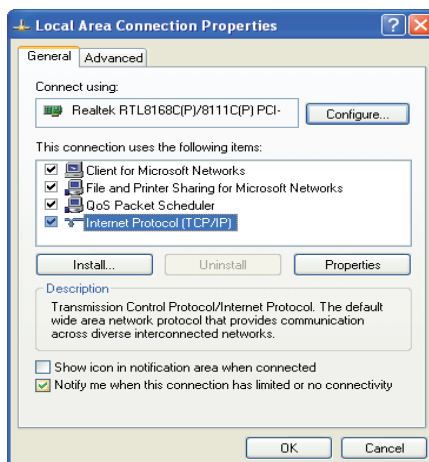 Local Area Connection Properties
General
Advanced
Connect using:
Realtek RTL8168C(P)/8111C(P) PCI-
Configure...
This connection uses the following items:
Client for Microsoft Networks
File and Printer Sharing for Microsoft Networks
QoS Packet Scheduler
Internet Protocol (TCP/IP)
Install...
Uninstall
Properties
Description
Transmission Control Protocol/Internet Protocol. The default
wide area network protocol that provides communication
across diverse interconnected networks.
Show icon in notification area when connected
Notify me when this connection has limited or no connectivity
OK
Cancel